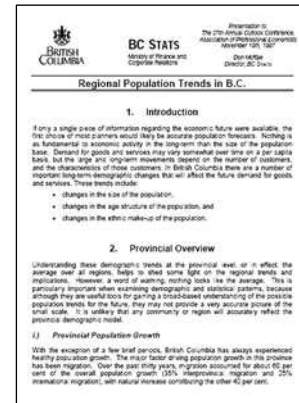 BRITISH
COLUMBIA
BC STATS
Ministry of Finance and
Corporate Relations
Presentation to
The 27th Annual Outlook Conference,
Association of Professional Economists
November 19th, 1997
Don McRae
Director, BC Stats
Regional Population Trends in B.C.
1. Introduction
If only a single piece of information regarding the economic future were available, the
first choice of most planners would likely be accurate population forecasts. Nothing is
as fundamental to economic activity in the long-term than the size of the population
base. Demand for goods and services may vary somewhat over time on a per capita
basis, but the large and long-term movements depend on the number of customers,
and the characteristics of those customers. In British Columbia there are a number of
important long-term demographic changes that will affect the future demand for goods
and services. These trends include:
• changes in the size of the population,
• changes in the age structure of the population, and
• changes in the ethnic make-up of the population.
2. Provincial Overview
Understanding these demographic trends at the provincial level, or in effect, the
average over all regions, helps to shed some light on the regional trends and
implications. However, a word of warning, nothing looks like the average. This is
particularly important when examining demographic and statistical patterns, because
although they are useful tools for gaining a broad-based understanding of the possible
population trends for the future, they may not provide a very accurate picture of the
small scale. It is unlikely that any community or region will accurately reflect the
provincial demographic model.
i.) Provincial Population Growth
With the exception of a few brief periods, British Columbia has always experienced
healthy population growth. The major factor driving population growth in this province
has been migration. Over the past thirty years, migration accounted for about 60 per
cent of the overall population growth (35% interprovincial migration and 25%
international migration), with natural increase constituting the other 40 per cent.